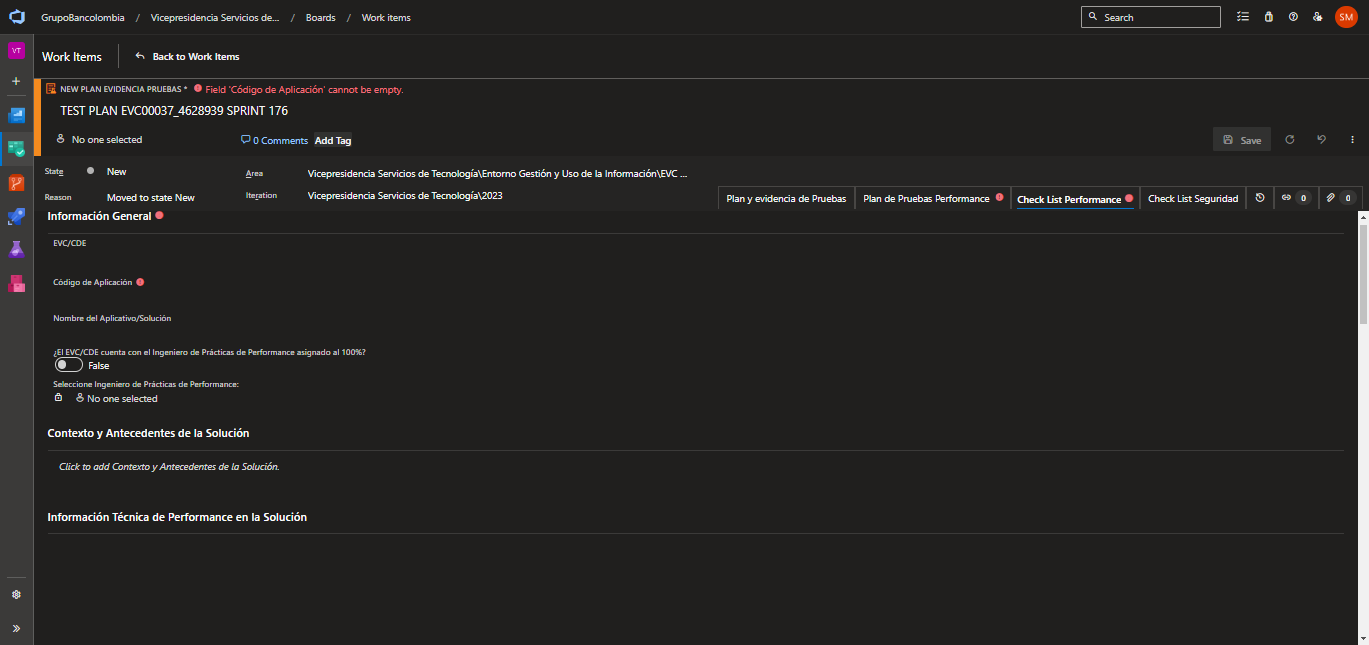 GrupoBancolombia / Vicepresidencia Servicios de... / Boards / Work items
Search
SM
VT
Work Items
Back to Work Items
NEW PLAN EVIDENCIA PRUEBAS * Field 'Código de Aplicación' cannot be empty.
TEST PLAN EVC00037_4628939 SPRINT 176
No one selected
0 Comments
Add Tag
Save
State
New
Area
Vicepresidencia Servicios de Tecnología\Entorno Gestión y Uso de la Información\EVC ...
Reason
Moved to state New
Iteration
Vicepresidencia Servicios de Tecnología\2023
Plan y evidencia de Pruebas
Plan de Pruebas Performance
Check List Performance
Check List Seguridad
0
0
Información General
EVC/CDE
Código de Aplicación
Nombre del Aplicativo/Solución
¿El EVC/CDE cuenta con el Ingeniero de Prácticas de Performance asignado al 100%?
False
Seleccione Ingeniero de Prácticas de Performance:
No one selected
Contexto y Antecedentes de la Solución
Click to add Contexto y Antecedentes de la Solución.
Información Técnica de Performance en la Solución